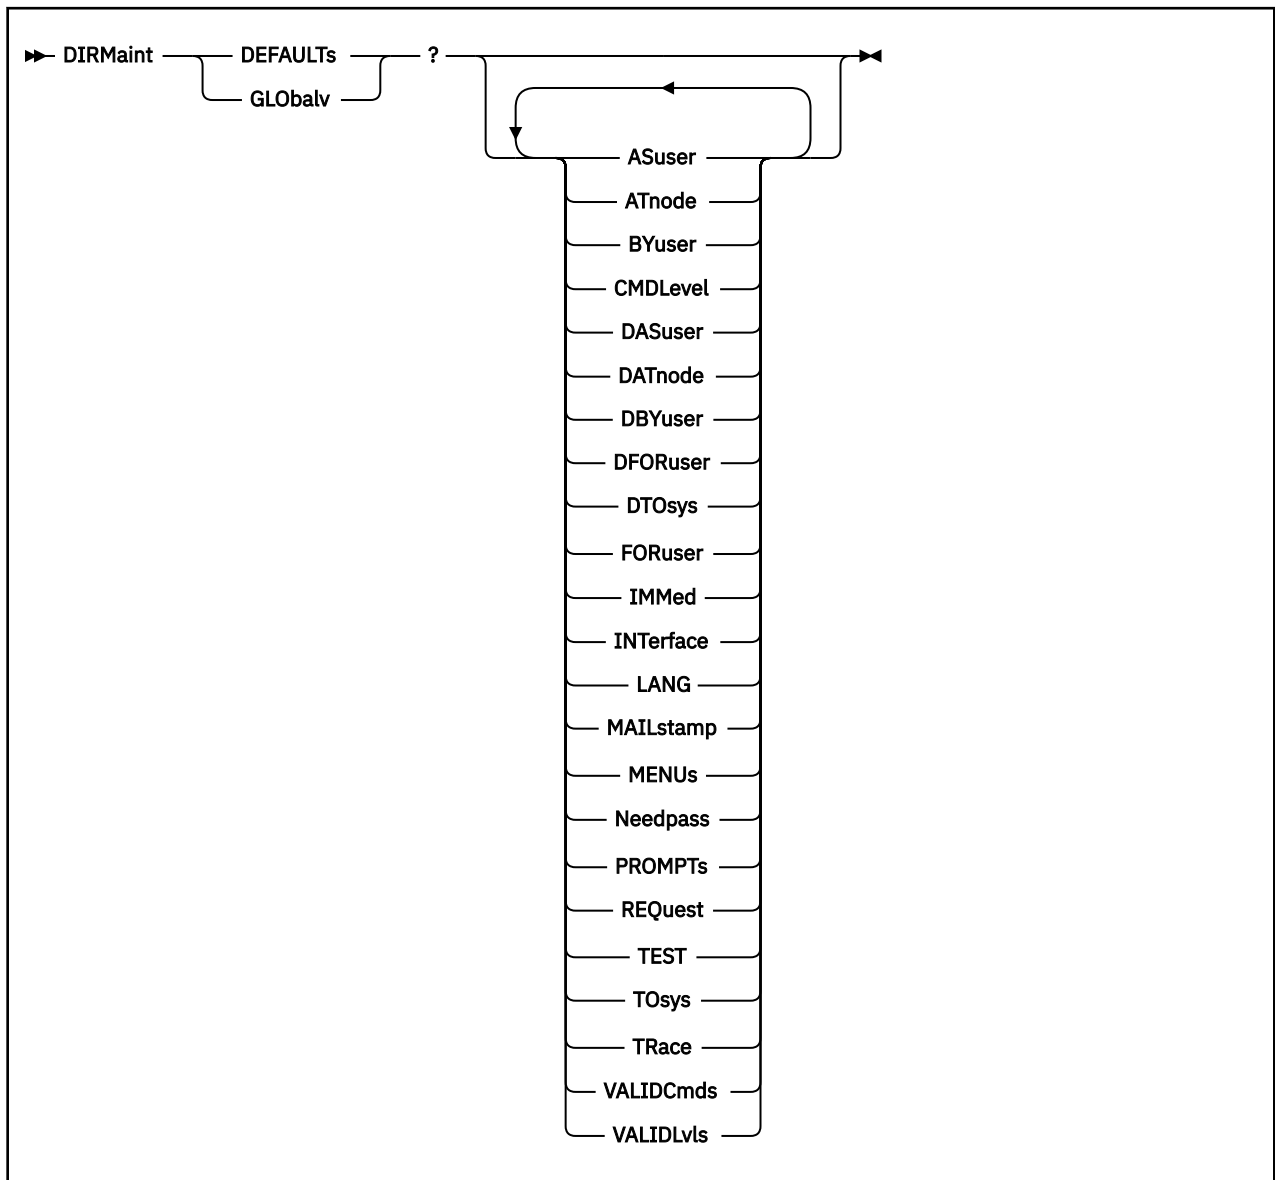 DIRMaint DEFAULTs ?
GLObalv
ASuser
ATnode
BYuser
CMDLevel
DASuser
DATnode
DBYuser
DFORuser
DTOsys
FORuser
IMMed
INTerface
LANG
MAILstamp
MENUs
Needpass
PROMPTs
REQuest
TEST
TOsys
TRace
VALIDCmds
VALIDLvls